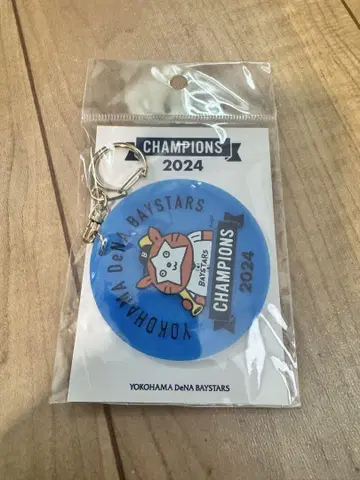 CHAMPIONS
2024
YOKOHAMA DeNA BAYSTARS
B
BAYSTARS
CHAMPIONS
2024
YOKOHAMA DeNA BAYSTARS